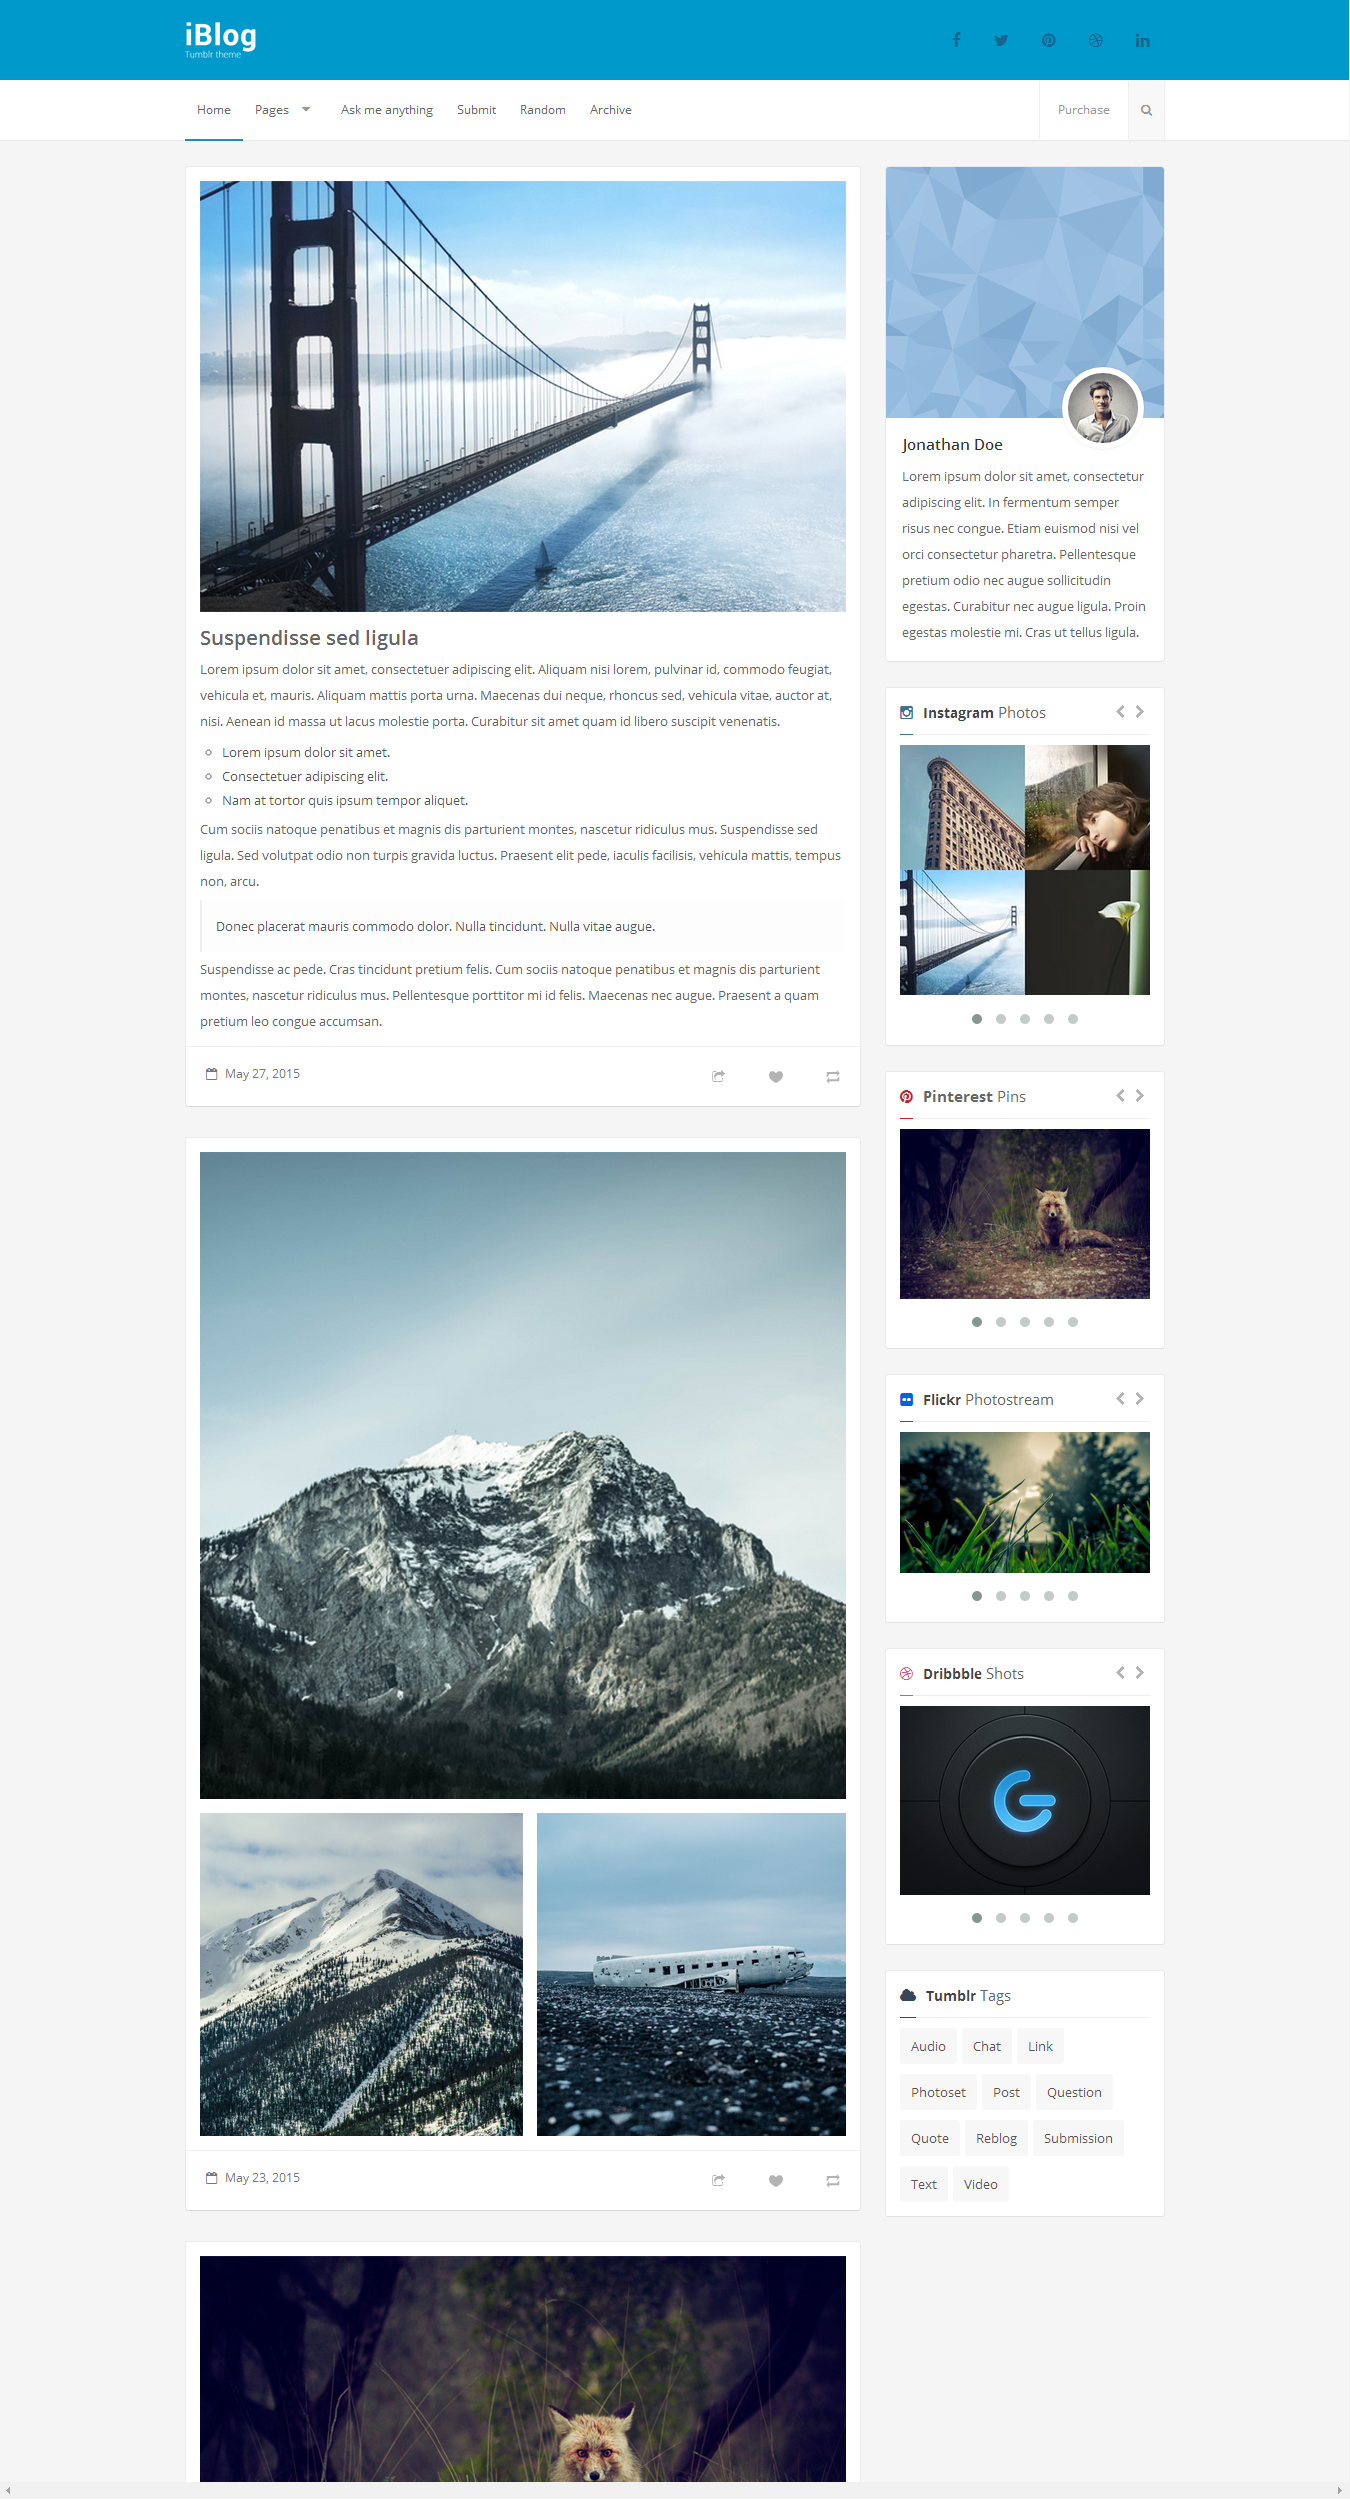 iBlog
Tumblr theme
Home Pages Ask me anything Submit Random Archive Purchase
Suspendisse sed ligula
Lorem ipsum dolor sit amet, consectetuer adipiscing elit. Aliquam nisi lorem, pulvinar id, commodo feugiat,
vehicula et, mauris. Aliquam mattis porta urna. Maecenas dui neque, rhoncus sed, vehicula vitae, auctor at,
nisi. Aenean id massa ut lacus molestie porta. Curabitur sit amet quam id libero suscipit venenatis.
Lorem ipsum dolor sit amet.
Consectetuer adipiscing elit.
Nam at tortor quis ipsum tempor aliquet.
Cum sociis natoque penatibus et magnis dis parturient montes, nascetur ridiculus mus. Suspendisse sed
ligula. Sed volutpat odio non turpis gravida luctus. Praesent elit pede, iaculis facilisis, vehicula mattis, tempus
non, arcu.
Donec placerat mauris commodo dolor. Nulla tincidunt. Nulla vitae augue.
Suspendisse ac pede. Cras tincidunt pretium felis. Cum sociis natoque penatibus et magnis dis parturient
montes, nascetur ridiculus mus. Pellentesque porttitor mi id felis. Maecenas nec augue. Praesent a quam
pretium leo congue accumsan.
May 27, 2015
May 23, 2015
Jonathan Doe
Lorem ipsum dolor sit amet, consectetur
adipiscing elit. In fermentum semper
risus nec congue. Etiam euismod nisi vel
orci consectetur pharetra. Pellentesque
pretium odio nec augue sollicitudin
egestas. Curabitur nec augue ligula. Proin
egestas molestie mi. Cras ut tellus ligula.
Instagram Photos
Pinterest Pins
Flickr Photostream
Dribbble Shots
Tumblr Tags
Audio Chat Link
Photoset Post Question
Quote Reblog Submission
Text Video